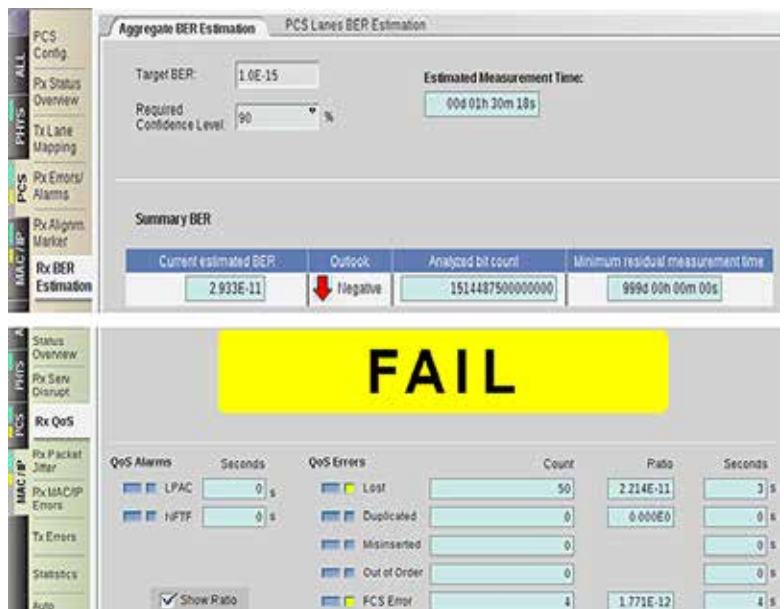 Aggregate BER Estimation PCS Lanes BER Estimation
ALL
PHYS
PCS
MAC / IP
PCS Config.
Rx Status Overview
Tx Lane Mapping
Rx Errors/ Alarms
Rx Alignm. Marker
Rx BER Estimation
Target BER: 1.0E-15
Estimated Measurement Time:
00d 01h 30m 18s
Required Confidence Level: 90 %
Summary BER
Current estimated BER Outlook Analyzed bit count Minimum residual measurement time
2.933E-11 Negative 1514487500000000 999d 00h 00m 00s
PHYS
PCS
MAC / IP
Status Overview
Rx Serv Disrupt
Rx QoS
Rx Packet Jitter
Rx MAC/IP Errors
Tx Errors
Statistics
Auto
FAIL
QoS Alarms Seconds QoS Errors Count Ratio Seconds
LPAC 0 s Lost 50 2.214E-11 3 s
NFTF 0 s Duplicated 0 0.000E0 0 s
Misinserted 0 0 s
Out of Order 0 0 s
Show Ratio FCS Error 4 1.771E-12 4 s